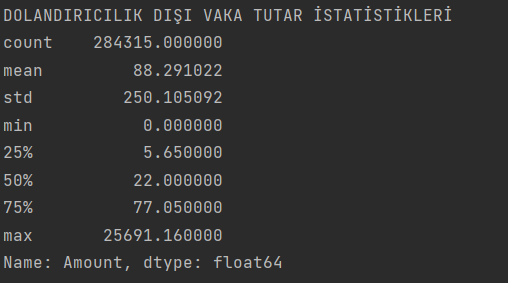 DOLANDIRICILIK DIŞI VAKA TUTAR İSTATİSTİKLERİ
count    284315.000000
mean         88.291022
std         250.105092
min           0.000000
25%           5.650000
50%          22.000000
75%          77.050000
max       25691.160000
Name: Amount, dtype: float64